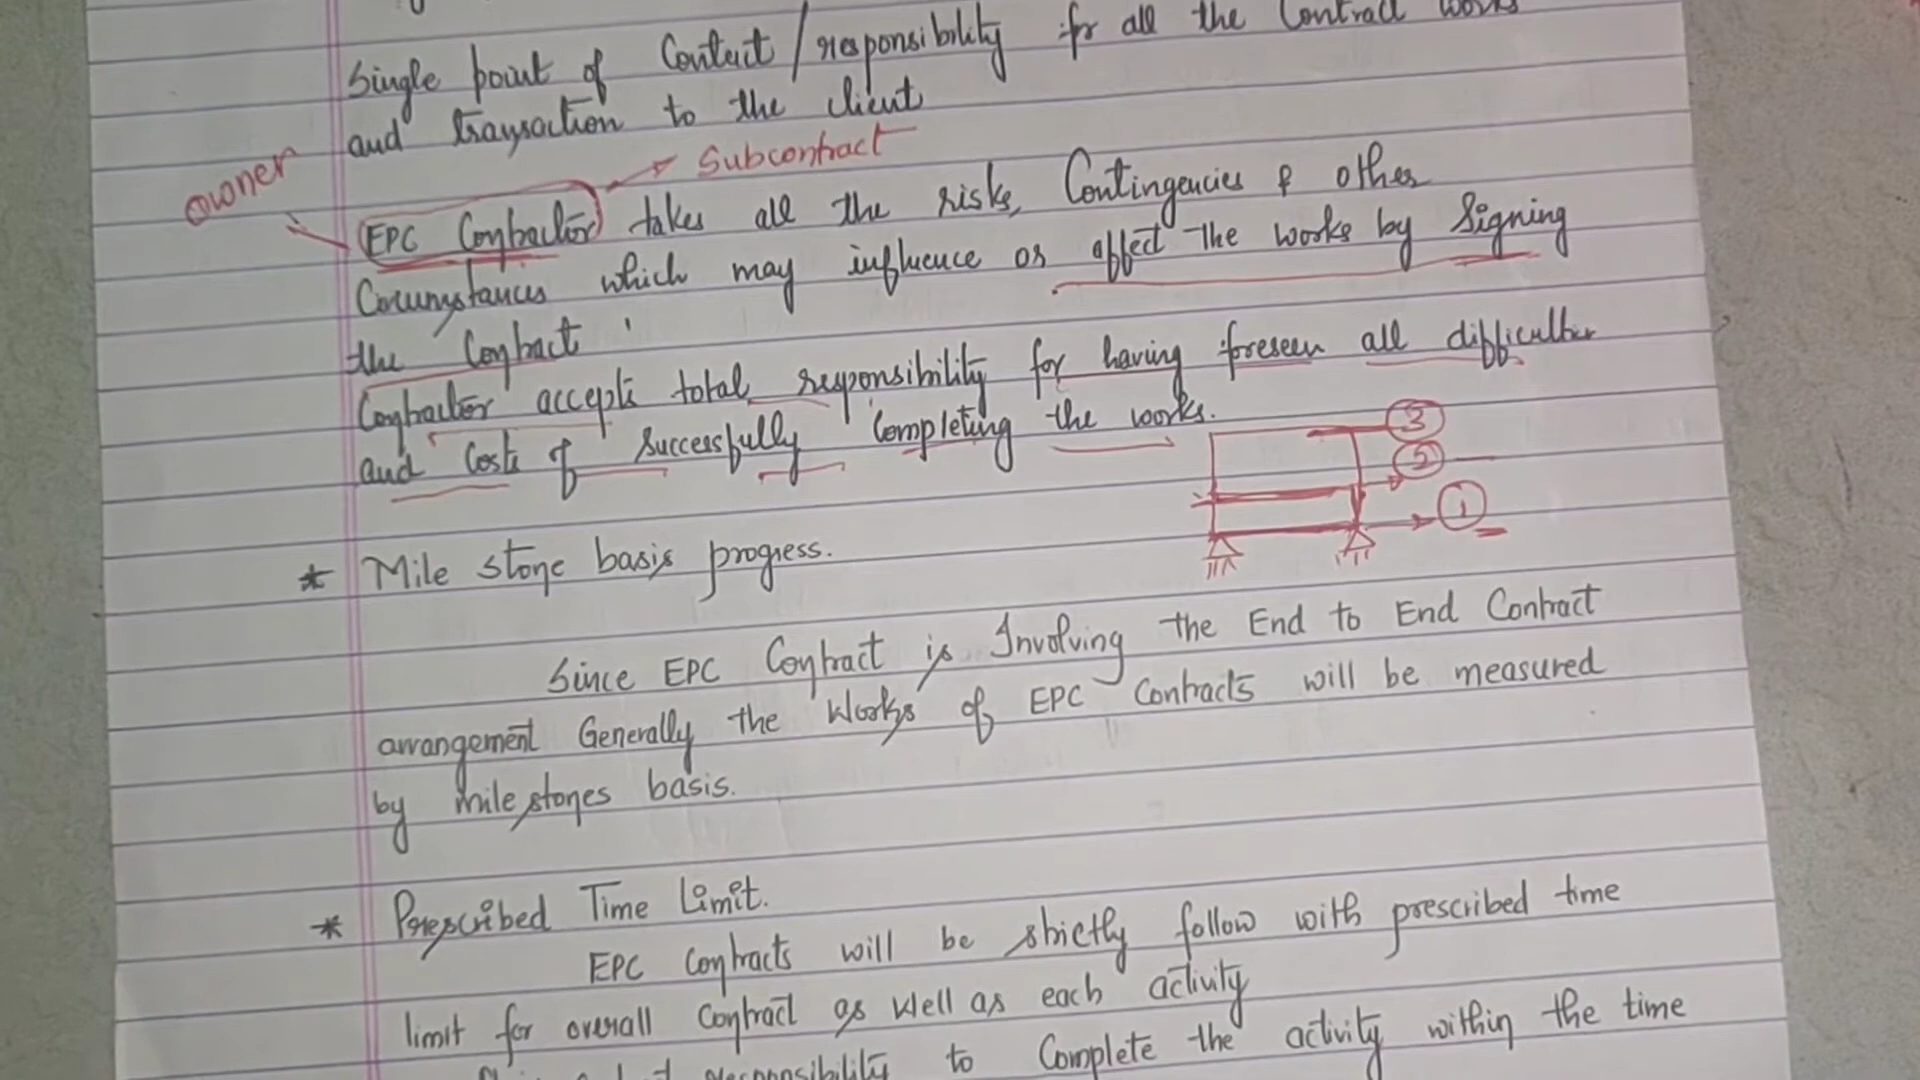 Single point of Contact / responsibility for all the Contract works
and transaction to the client
owner
Subcontract
EPC Contractor takes all the risks, Contingencies & other
Circumstances which may influence or affect the works by Signing
the Contract
Contractor accepts total responsibility for having foreseen all difficulties
and Costs of successfully Completing the works.
3
2
1
* Mile stone basis progress.
Since EPC Contract is Involving the End to End Contract
arrangement Generally the Works of EPC Contracts will be measured
by milestones basis.
* Prescribed Time Limit.
EPC Contracts will be strictly follow with prescribed time
limit for overall Contract as well as each activity
responsibility to Complete the activity within the time